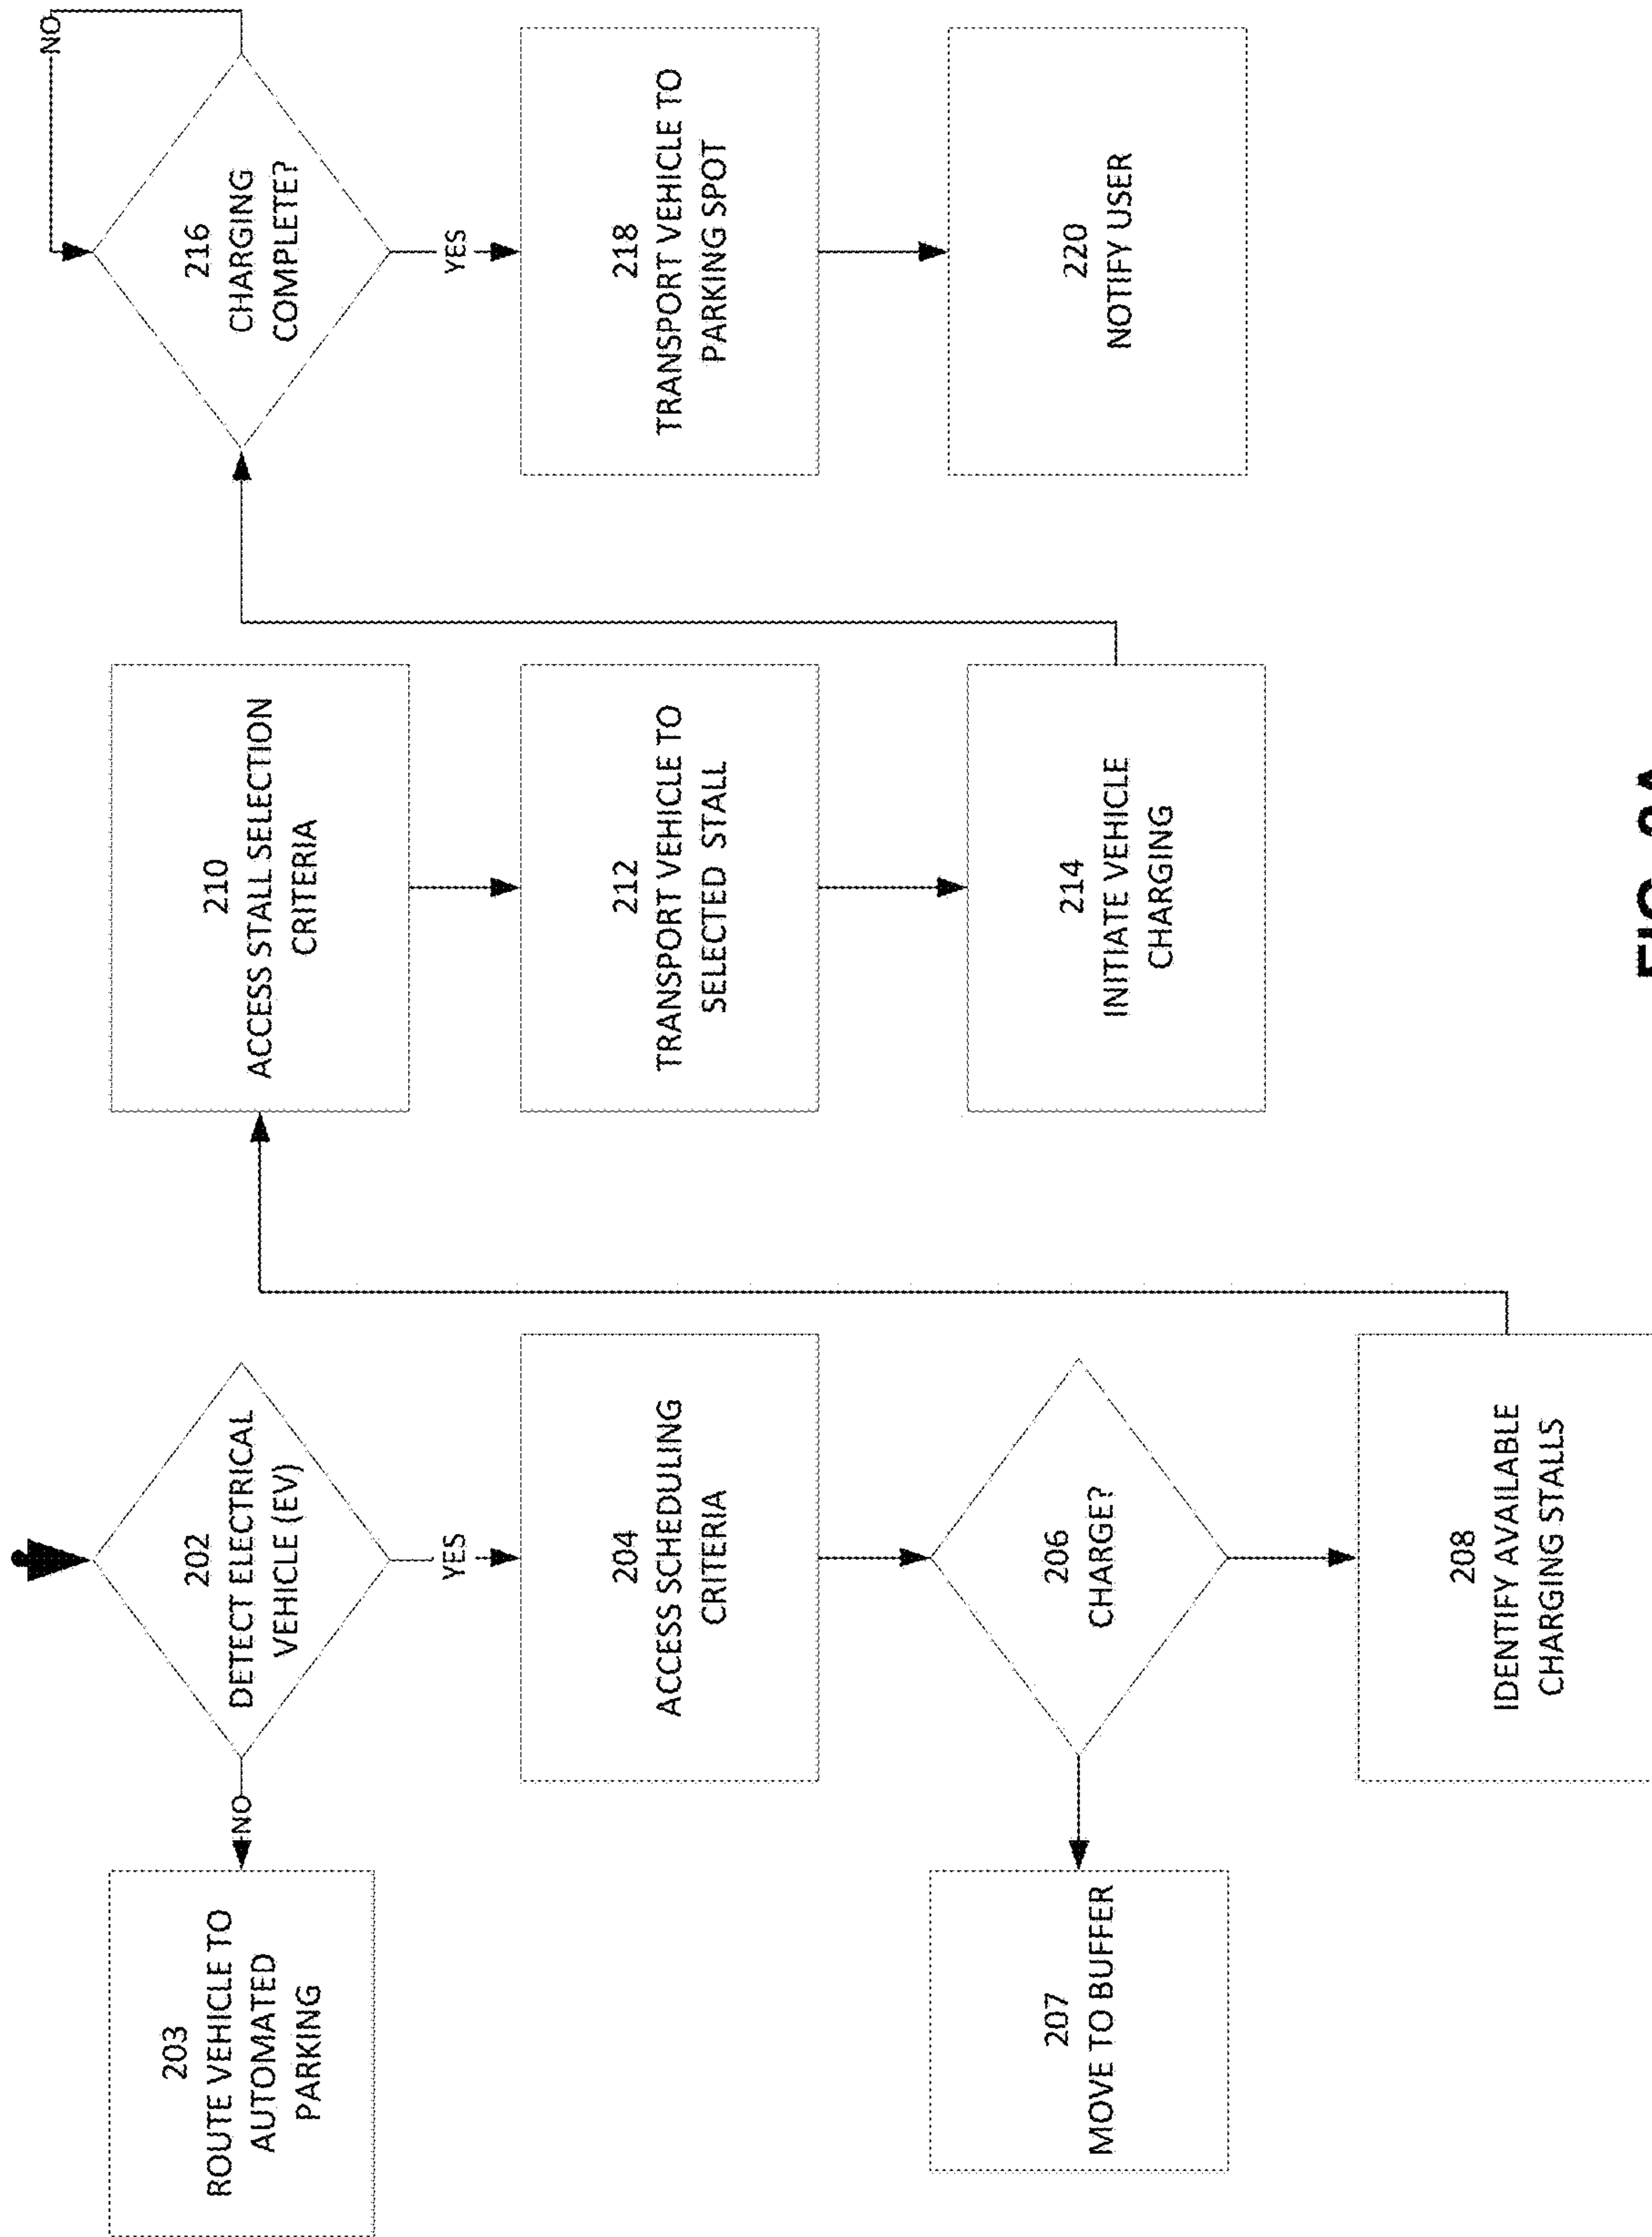 202
DETECT ELECTRICAL
VEHICLE (EV)
NO
203
ROUTE VEHICLE TO
AUTOMATED
PARKING
YES
204
ACCESS SCHEDULING
CRITERIA
206
CHARGE?
207
MOVE TO BUFFER
208
IDENTIFY AVAILABLE
CHARGING STALLS
210
ACCESS STALL SELECTION
CRITERIA
212
TRANSPORT VEHICLE TO
SELECTED STALL
214
INITIATE VEHICLE
CHARGING
216
CHARGING
COMPLETE?
NO
YES
218
TRANSPORT VEHICLE TO
PARKING SPOT
220
NOTIFY USER